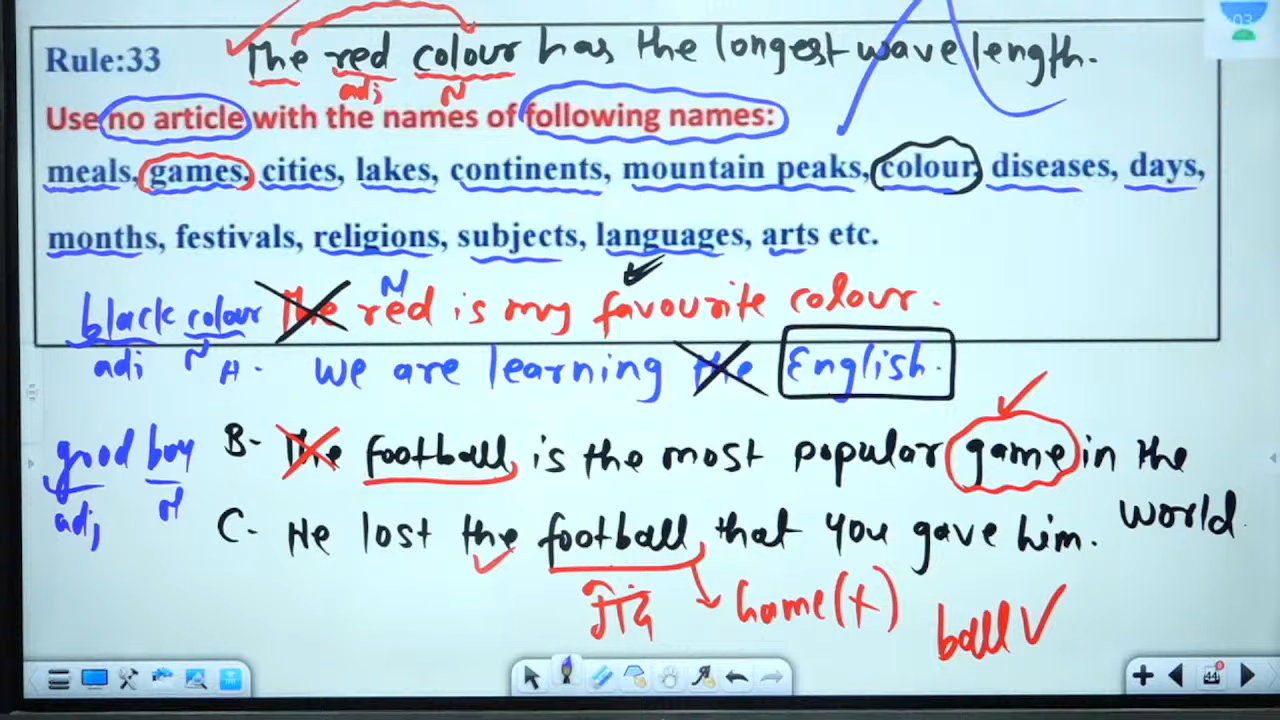 Rule:33 The red colour has the longest wavelength.
adj N
Use no article with the names of following names:
meals, games, cities, lakes, continents, mountain peaks, colour, diseases, days,
months, festivals, religions, subjects, languages, arts etc.
N
black colour The red is my favourite colour.
adj N A. We are learning the English.
good boy B- The football is the most popular game in the
world
adj N C- He lost the football, that you gave him.
गेंद Game(x) ball✓
44